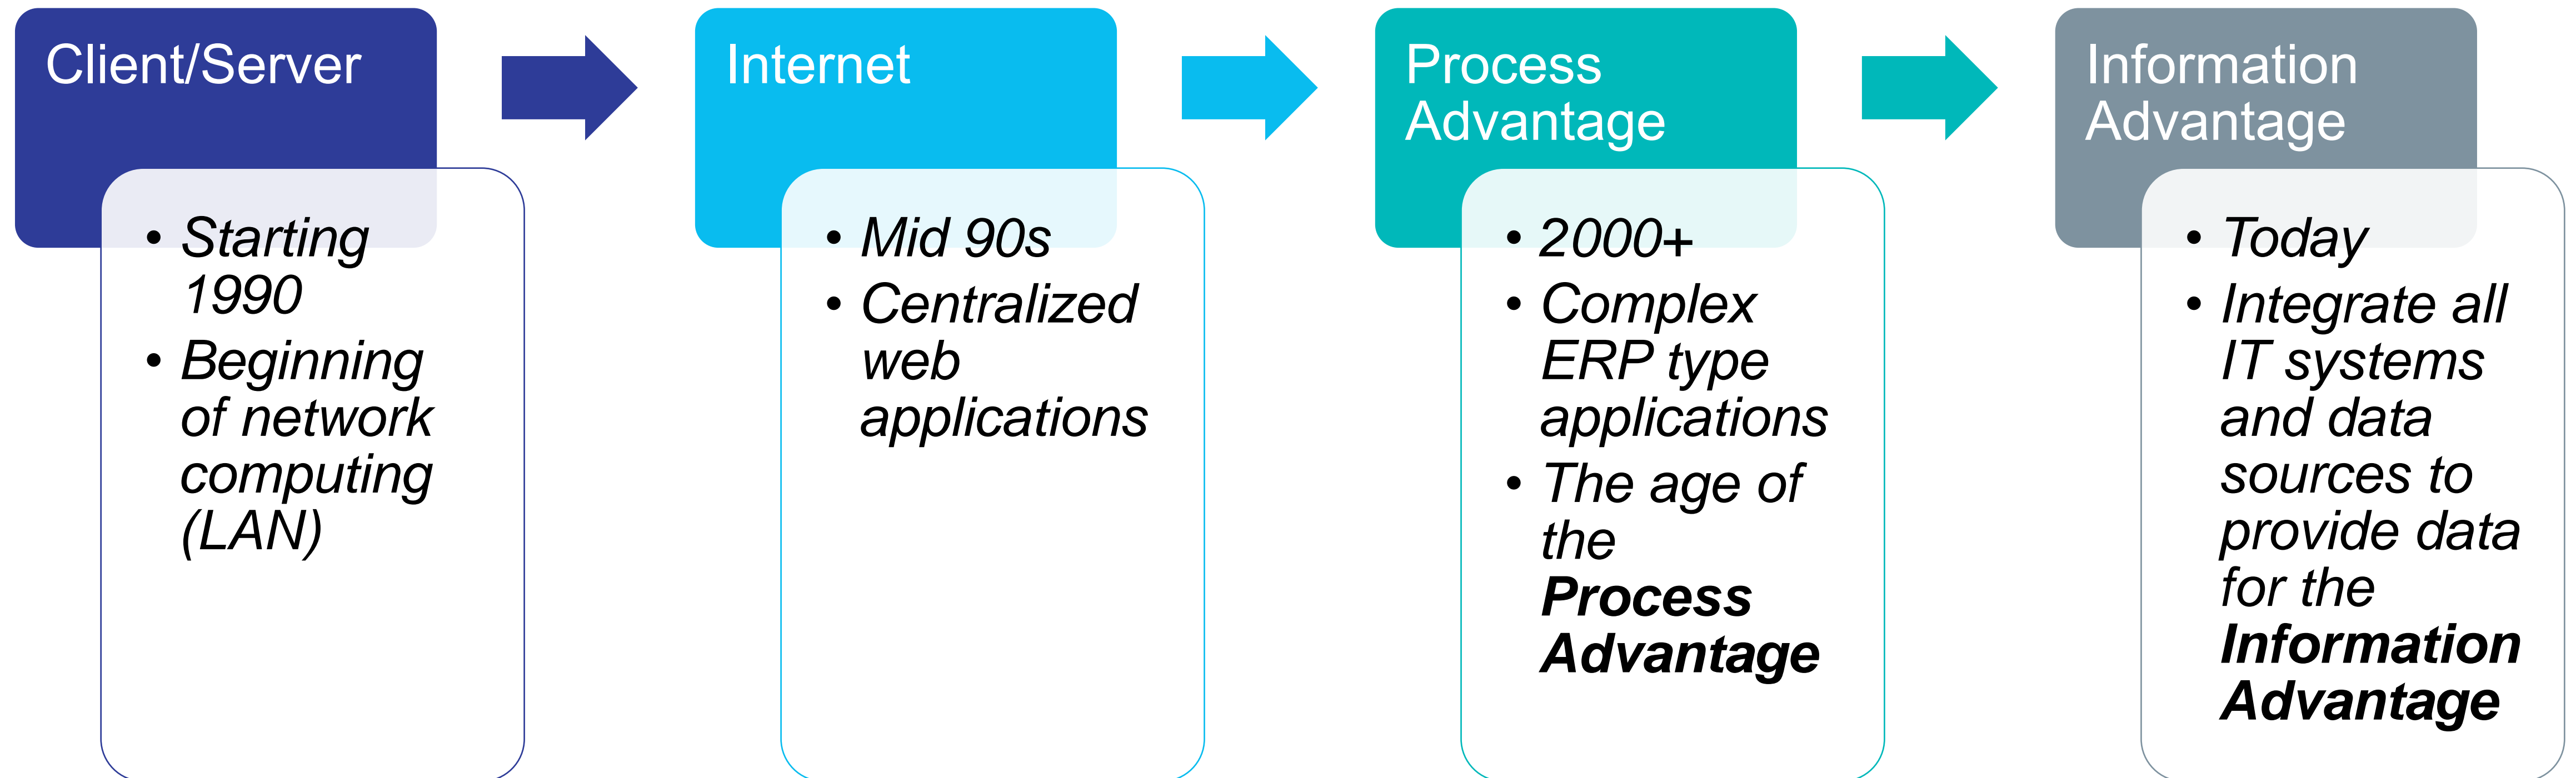 Client/Server
• Starting
1990
• Beginning
of network
computing
(LAN)
Internet
• Mid 90s
• Centralized
web
applications
Process
Advantage
• 2000+
• Complex
ERP type
applications
• The age of
the
Process
Advantage
Information
Advantage
• Today
• Integrate all
IT systems
and data
sources to
provide data
for the
Information
Advantage